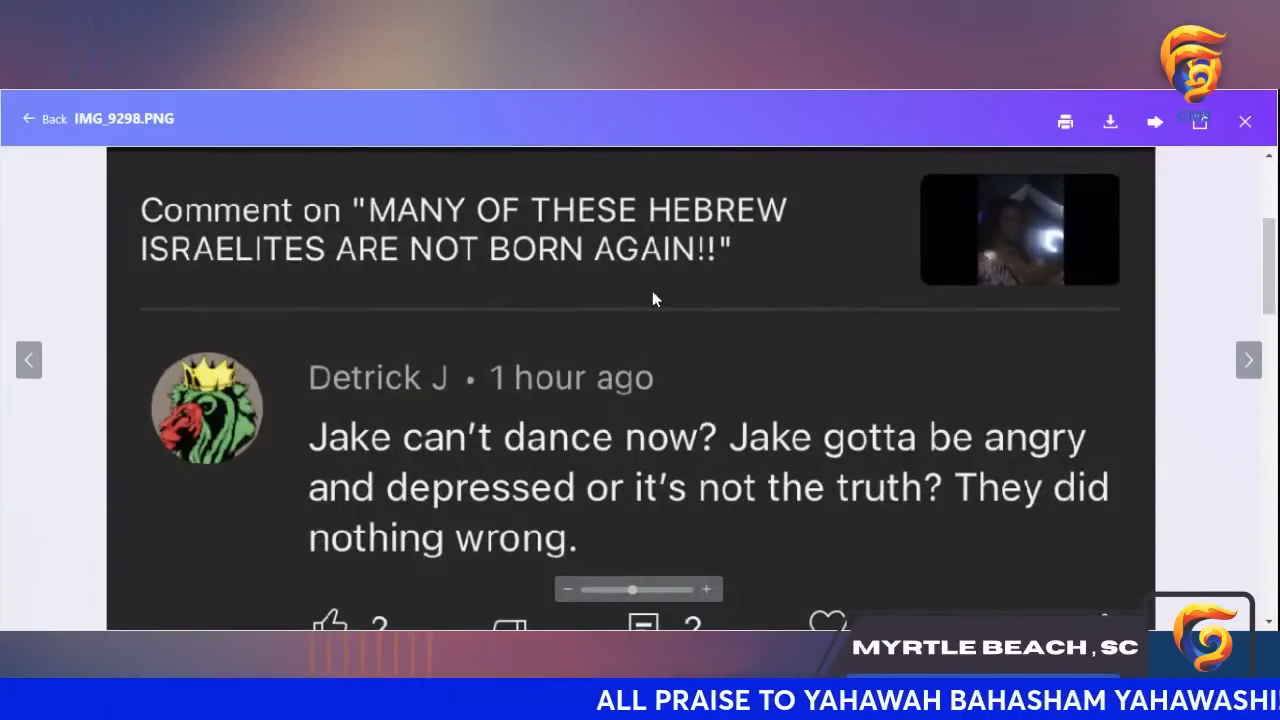 Back IMG_9298.PNG
Comment on "MANY OF THESE HEBREW
ISRAELITES ARE NOT BORN AGAIN!!"
Detrick J • 1 hour ago
Jake can't dance now? Jake gotta be angry
and depressed or it's not the truth? They did
nothing wrong.
MYRTLE BEACH, SC
ALL PRAISE TO YAHAWAH BAHASHAM YAHAWASHI